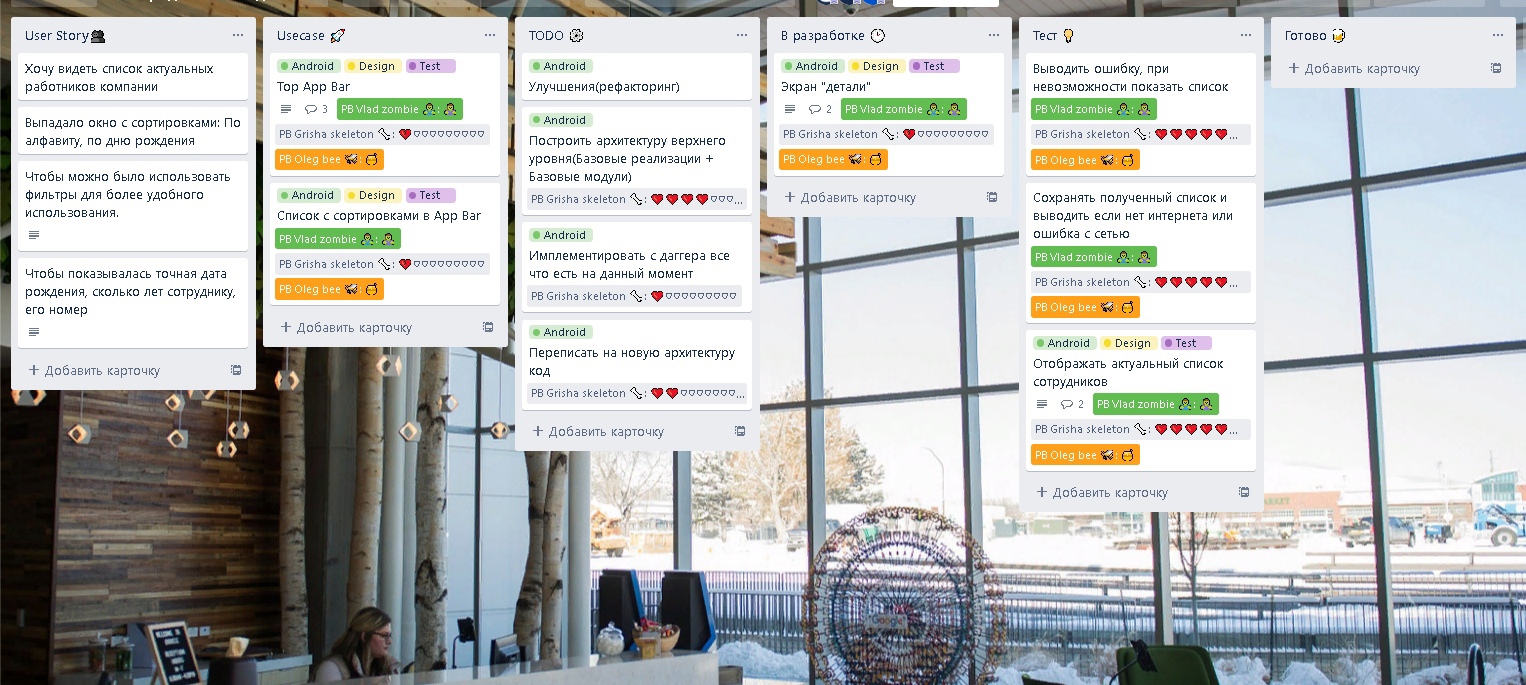 User Story
Хочу видеть список актуальных
работников компании
Выпадало окно с сортировками: По
алфавиту, по дню рождения
Чтобы можно было использовать
фильтры для более удобного
использования.
Чтобы показывалась точная дата
рождения, сколько лет сотруднику,
его номер
+ Добавить карточку
Usecase
Android Design Test
Top App Bar
3 PB Vlad zombie :
PB Grisha skeleton :
PB Oleg bee :
Android Design Test
Список с сортировками в App Bar
PB Vlad zombie :
PB Grisha skeleton :
PB Oleg bee :
+ Добавить карточку
TODO
Android
Улучшения(рефакторинг)
Android
Построить архитектуру верхнего
уровня(Базовые реализации +
Базовые модули)
PB Grisha skeleton : ...
Android
Имплементировать с даггера все
что есть на данный момент
PB Grisha skeleton :
Android
Переписать на новую архитектуру
код
PB Grisha skeleton : ...
+ Добавить карточку
В разработке
Android Design Test
Экран "детали"
2 PB Vlad zombie :
PB Grisha skeleton :
PB Oleg bee :
+ Добавить карточку
Тест
Выводить ошибку, при
невозможности показать список
PB Vlad zombie :
PB Grisha skeleton : ...
PB Oleg bee :
Сохранять полученный список и
выводить если нет интернета или
ошибка с сетью
PB Vlad zombie :
PB Grisha skeleton : ...
PB Oleg bee :
Android Design Test
Отображать актуальный список
сотрудников
2 PB Vlad zombie :
PB Grisha skeleton : ...
PB Oleg bee :
+ Добавить карточку
Готово
+ Добавить карточку